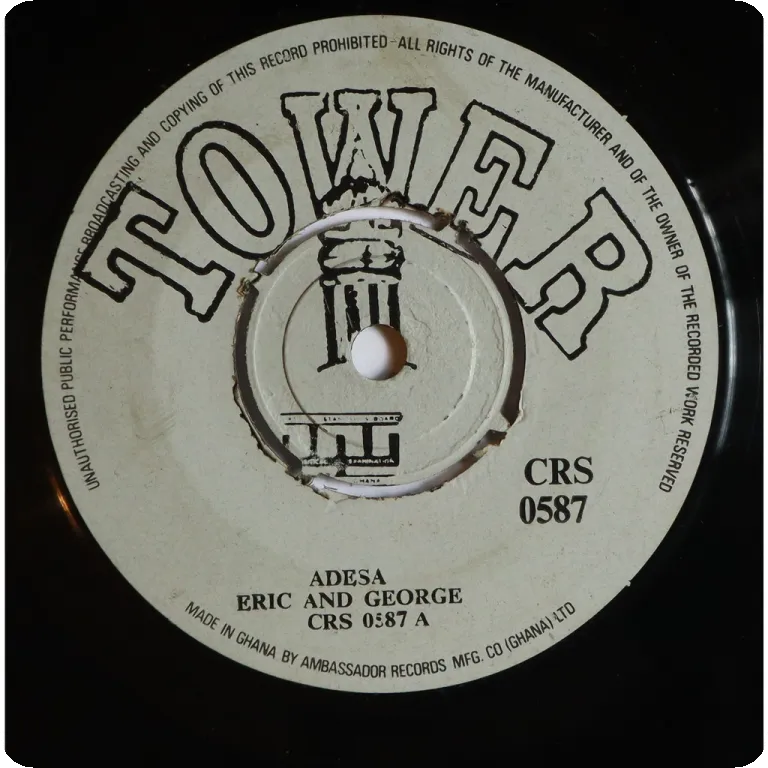 UNAUTHORISED PUBLIC PERFORMANCE BROADCASTING AND COPYING OF THIS RECORD PROHIBITED - ALL RIGHTS OF THE MANUFACTURER AND OF THE OWNER OF THE RECORDED WORK RESERVED
TOWER
BOARD
GHANA
CRS
0587
ADESA
ERIC AND GEORGE
CRS 0587 A
MADE IN GHANA BY AMBASSADOR RECORDS MFG. CO (GHANA) LTD